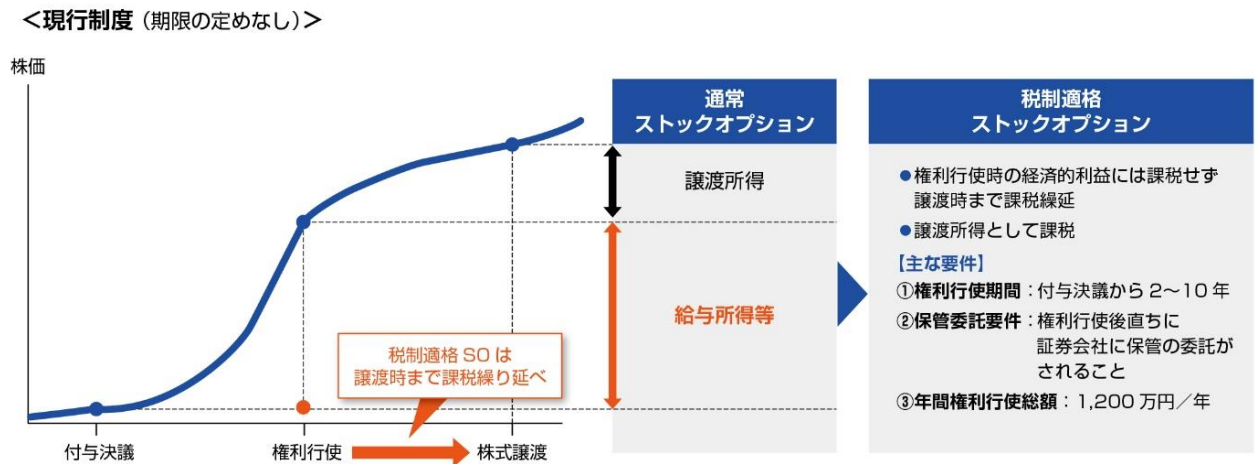 ＜現行制度（期限の定めなし）＞
株価
付与決議
権利行使
株式譲渡
税制適格 SO は
譲渡時まで課税繰り延べ
通常
ストックオプション
譲渡所得
給与所得等
税制適格
ストックオプション
●権利行使時の経済的利益には課税せず
譲渡時まで課税繰延
●譲渡所得として課税
【主な要件】
①権利行使期間：付与決議から 2～10 年
②保管委託要件：権利行使後直ちに
証券会社に保管の委託が
されること
③年間権利行使総額：1,200 万円／年